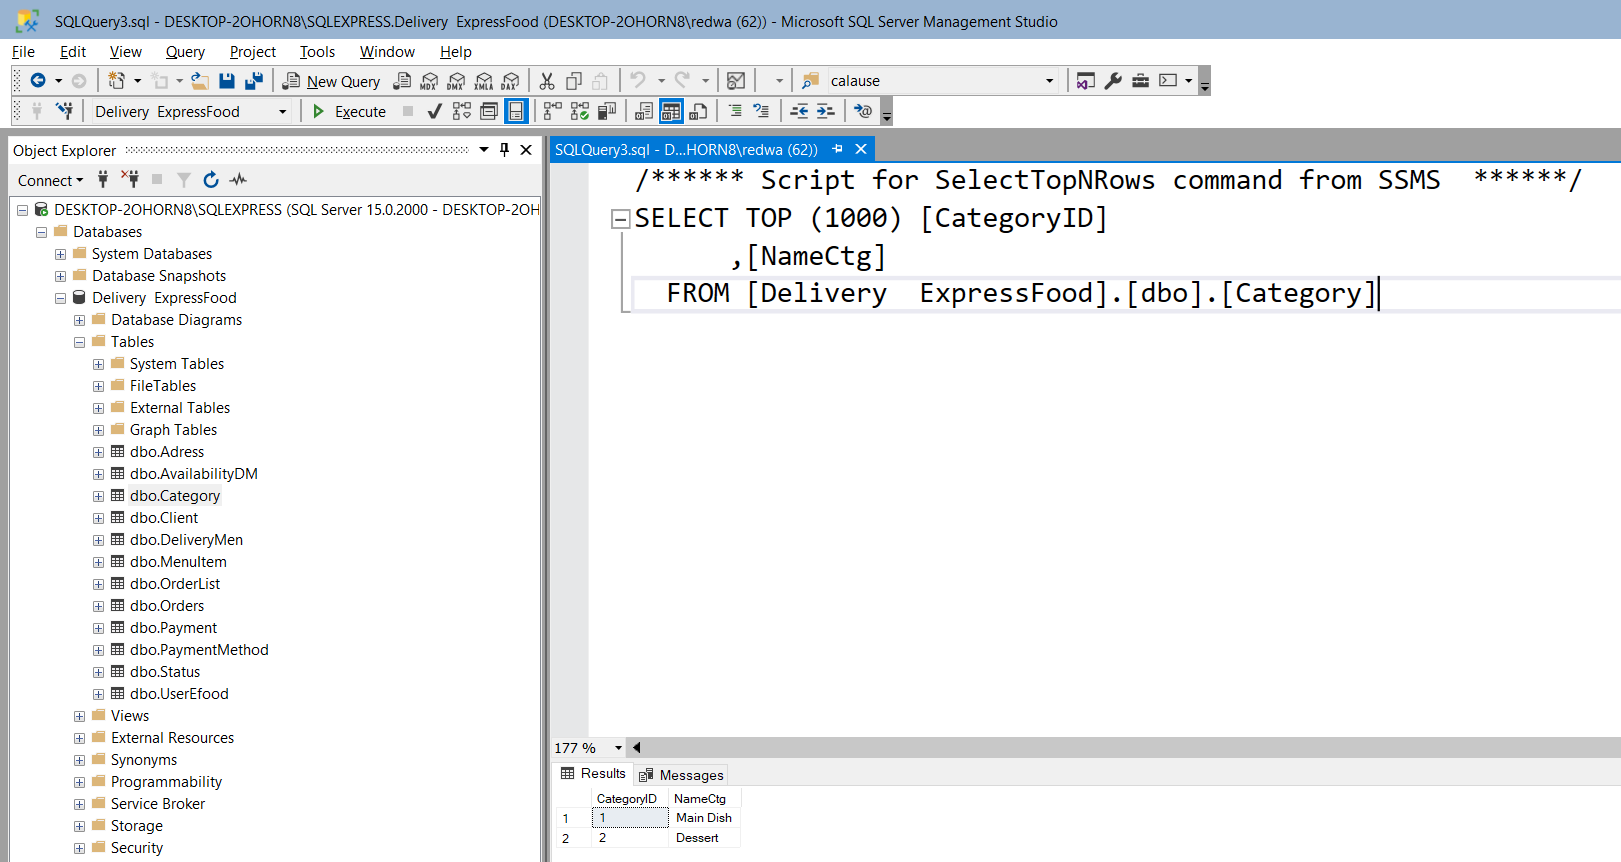 SQLQuery3.sql - DESKTOP-2OHORN8\SQLEXPRESS.Delivery  ExpressFood (DESKTOP-2OHORN8\redwa (62)) - Microsoft SQL Server Management Studio
File Edit View Query Project Tools Window Help
New Query MDX DMX XMLA DAX calause
Delivery  ExpressFood Execute
Object Explorer
SQLQuery3.sql - D...HORN8\redwa (62))
Connect
/****** Script for SelectTopNRows command from SSMS  ******/
SELECT TOP (1000) [CategoryID]
,[NameCtg]
FROM [Delivery  ExpressFood].[dbo].[Category]
DESKTOP-2OHORN8\SQLEXPRESS (SQL Server 15.0.2000 - DESKTOP-2OH
Databases
System Databases
Database Snapshots
Delivery  ExpressFood
Database Diagrams
Tables
System Tables
FileTables
External Tables
Graph Tables
dbo.Adress
dbo.AvailabilityDM
dbo.Category
dbo.Client
dbo.DeliveryMen
dbo.MenuItem
dbo.OrderList
dbo.Orders
dbo.Payment
dbo.PaymentMethod
dbo.Status
dbo.UserEfood
Views
External Resources
Synonyms
Programmability
Service Broker
Storage
Security
177 %
Results Messages
CategoryID NameCtg
1 1 Main Dish
2 2 Dessert